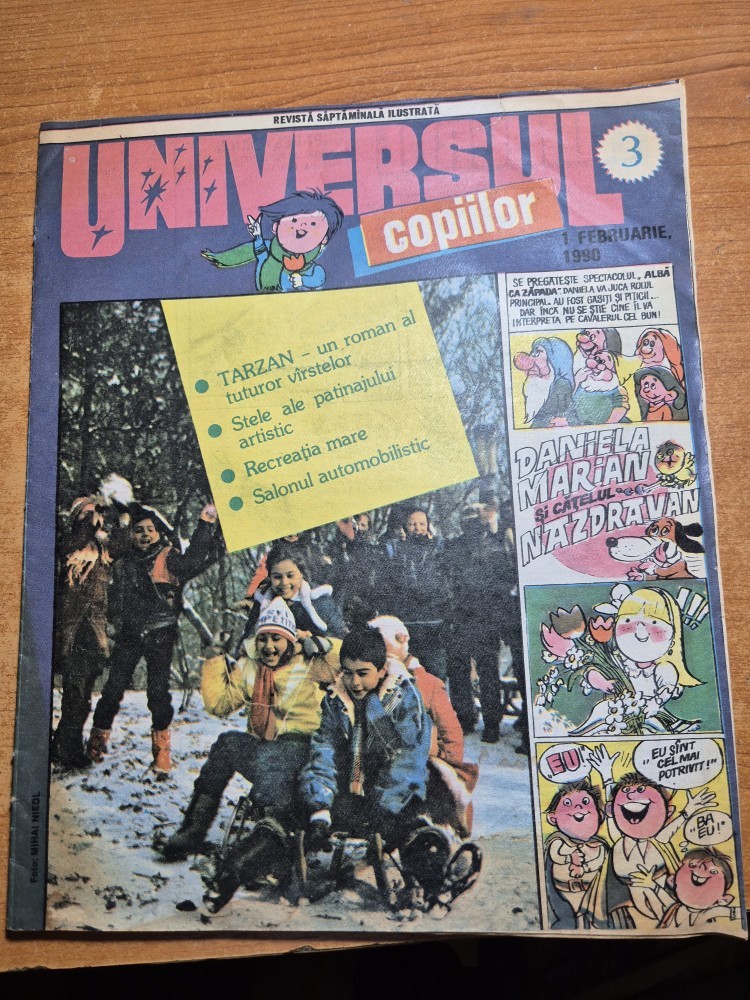 REVISTĂ SĂPTĂMÎNALĂ ILUSTRATĂ
UNIVERSUL
copiilor
3
1 FEBRUARIE,
1990
● TARZAN – un roman al
tuturor vîrstelor
● Stele ale patinajului
artistic
● Recreația mare
● Salonul automobilistic
SE PREGATEȘTE SPECTACOLUL „ALBĂ
CA ZĂPADA" DANIELA VA JUCA ROLUL
PRINCIPAL. AU FOST GĂSIȚI ȘI PITICII...
DAR ÎNCĂ NU SE ȘTIE CINE ÎL VA
INTERPRETA PE CAVALERUL CEL BUN!
DANIELA
MARIAN
ȘI CĂȚELUL
NAZDRAVAN
!!!
„EU!"
„EU SÎNT
CEL MAI
POTRIVIT!"
„BA
EU!"
Foto: MIHAI NIEDL